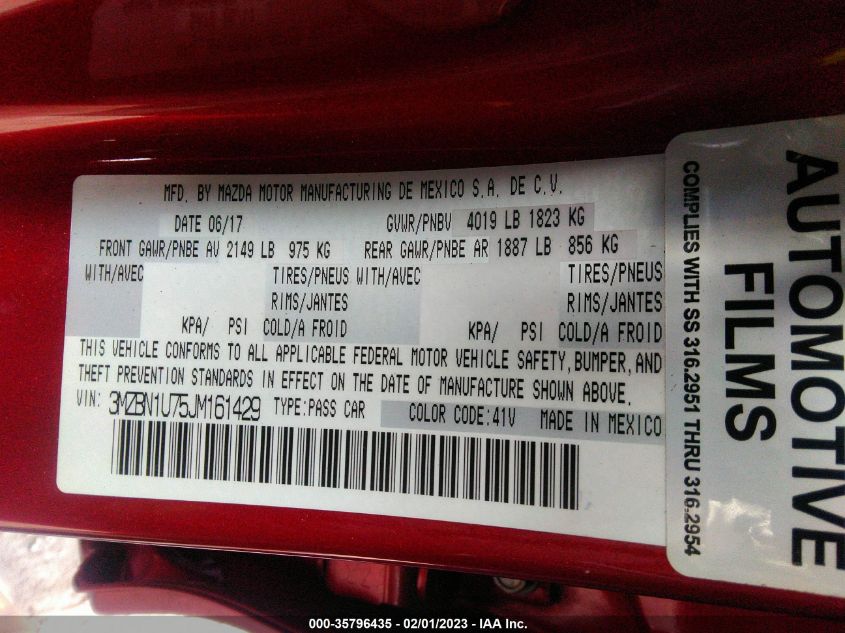 MFD. BY MAZDA MOTOR MANUFACTURING DE MEXICO S.A. DE C.V.
DATE 06/17 GVWR/PNBV 4019 LB 1823 KG
FRONT GAWR/PNBE AV 2149 LB 975 KG REAR GAWR/PNBE AR 1887 LB 856 KG
WITH/AVEC TIRES/PNEUS WITH/AVEC TIRES/PNEUS
RIMS/JANTES RIMS/JANTES
KPA/ PSI COLD/A FROID KPA/ PSI COLD/A FROID
THIS VEHICLE CONFORMS TO ALL APPLICABLE FEDERAL MOTOR VEHICLE SAFETY, BUMPER, AND
THEFT PREVENTION STANDARDS IN EFFECT ON THE DATE OF MANUFACTURE SHOWN ABOVE.
VIN: 3MZBN1U75JM161429 TYPE:PASS CAR COLOR CODE:41V MADE IN MEXICO
AUTOMOTIVE
FILMS
COMPLIES WITH SS 316.2951 THRU 316.2954
000-35796435 - 02/01/2023 - IAA Inc.